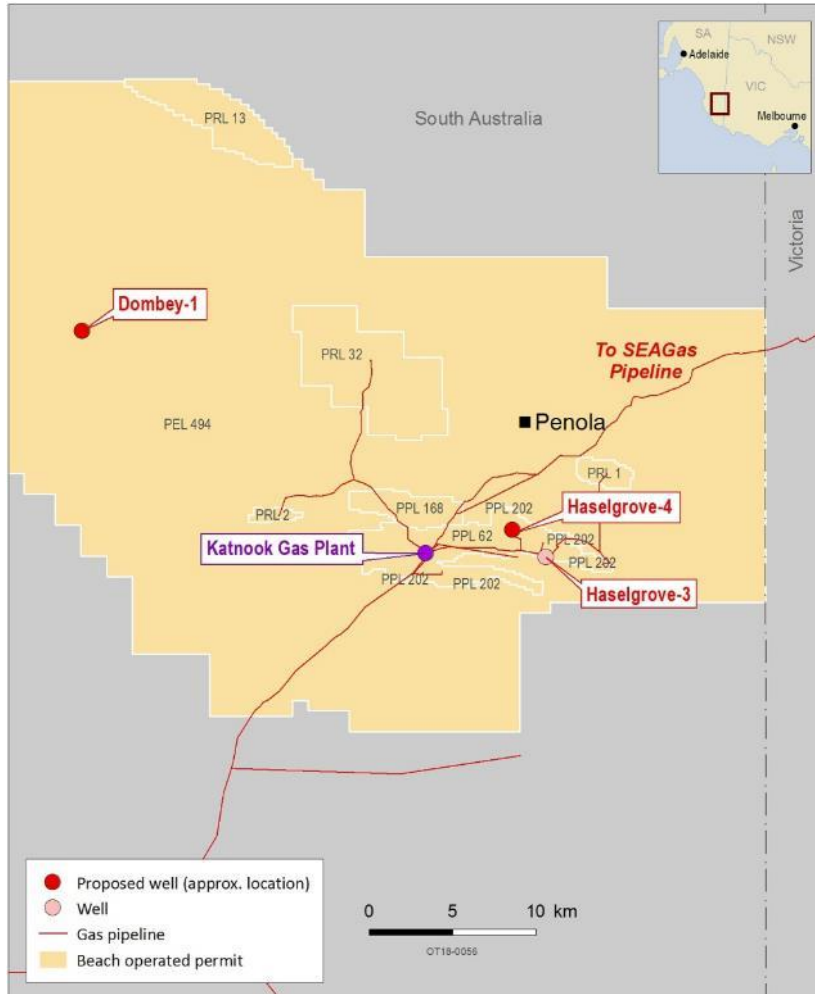 SA
NSW
Adelaide
VIC
Melbourne
PRL 13
South Australia
Victoria
Dombey-1
To SEAGas
Pipeline
PRL 32
Penola
PEL 494
PRL 1
PRL 2
PPL 168
PPL 202
Haselgrove-4
PPL 62
PPL 202
Katnook Gas Plant
PPL 202
PPL 202
PPL 202
Haselgrove-3
Proposed well (approx. location)
Well
Gas pipeline
Beach operated permit
0 5 10 km
OT18-0056